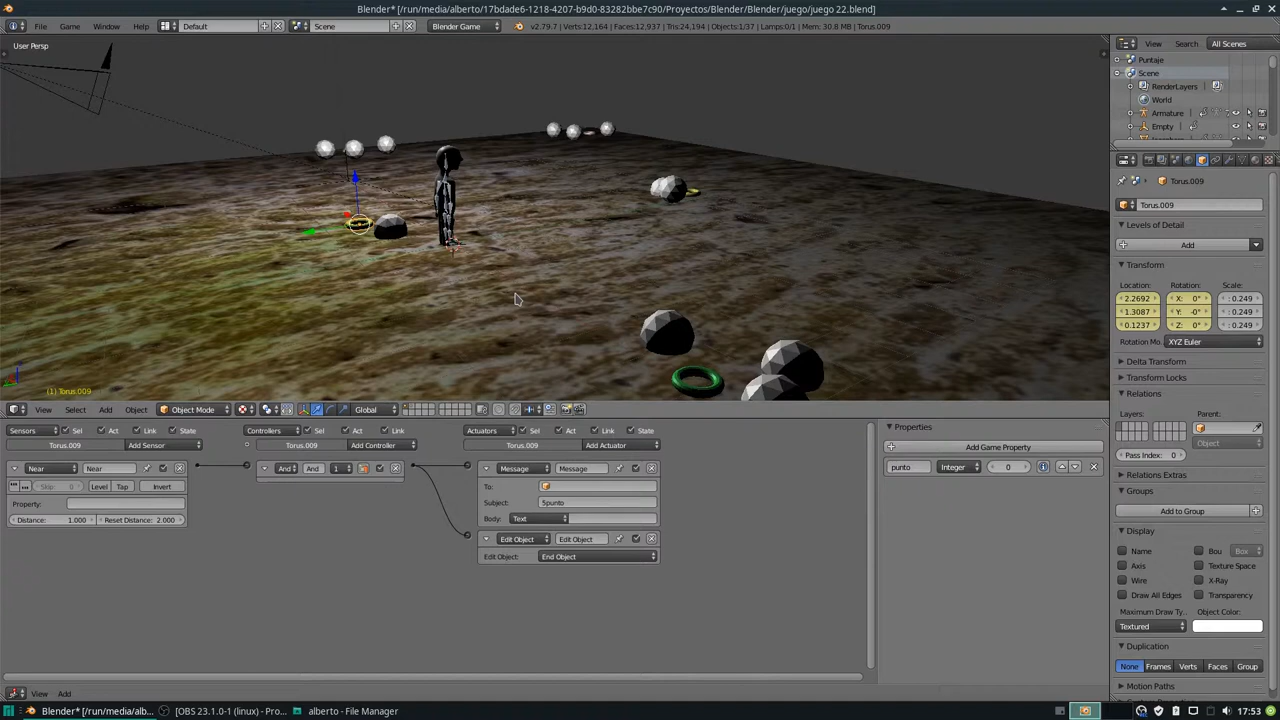 Blender* [/run/media/alberto/17bdade6-1218-4207-b9d0-83282bbe7c90/Proyectos/Blender/Blender/juego/juego 22.blend]
File Game Window Help Default Scene Blender Game v2.79.7 | Verts:12,164 | Faces:12,937 | Tris:24,194 | Objects:1/37 | Lamps:0/1 | Mem: 30.8 MB | Torus.009
View Search All Scenes
User Persp
Puntaje
Scene
RenderLayers
World
Armature
Empty
Torus.009
Torus.009
Levels of Detail
Add
Transform
Location: Rotation: Scale:
2.2692 X: 0° : 0.249
1.3087 Y: -0° : 0.249
0.1237 Z: 0° : 0.249
Rotation Mo. XYZ Euler
Delta Transform
Transform Locks
(1) Torus.009
Relations
View Select Add Object Object Mode Global
Layers: Parent:
Object
Pass Index: 0
Relations Extras
Groups
Add to Group
Display
Name Bou Box
Axis Texture Space
Wire X-Ray
Draw All Edges Transparency
Maximum Draw Ty.. Object Color:
Textured
Duplication
None Frames Verts Faces Group
Motion Paths
Sensors Sel Act Link State Controllers Sel Act Link Actuators Sel Act Link State
Torus.009 Add Sensor Torus.009 Add Controller Torus.009 Add Actuator
Near Near And And 1 Message Message
Skip: 0 Level Tap Invert
Property:
Distance: 1.000 Reset Distance: 2.000
To:
Subject: 5punto
Body: Text
Edit Object Edit Object
Edit Object: End Object
Properties
Add Game Property
punto Integer 0
View Add
Blender* [/run/media/alb... [OBS 23.1.0-1 (linux) - Pro... alberto - File Manager 17:53